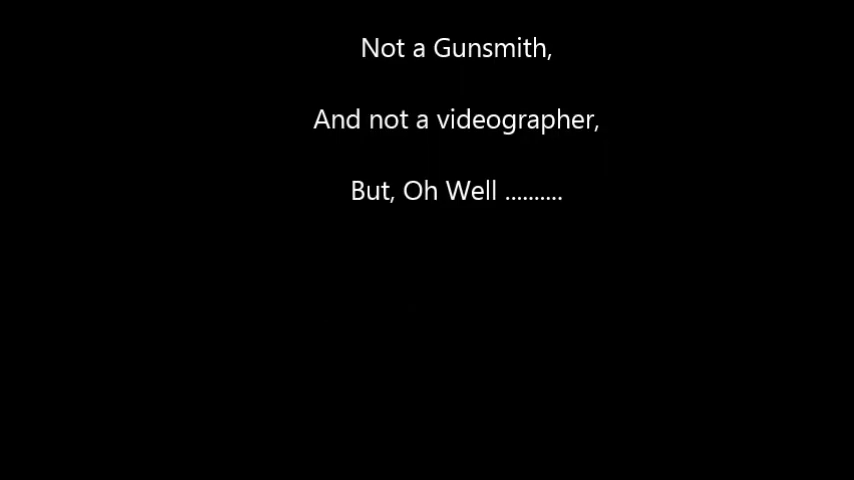 Not a Gunsmith,
And not a videographer,
But, Oh Well ..........